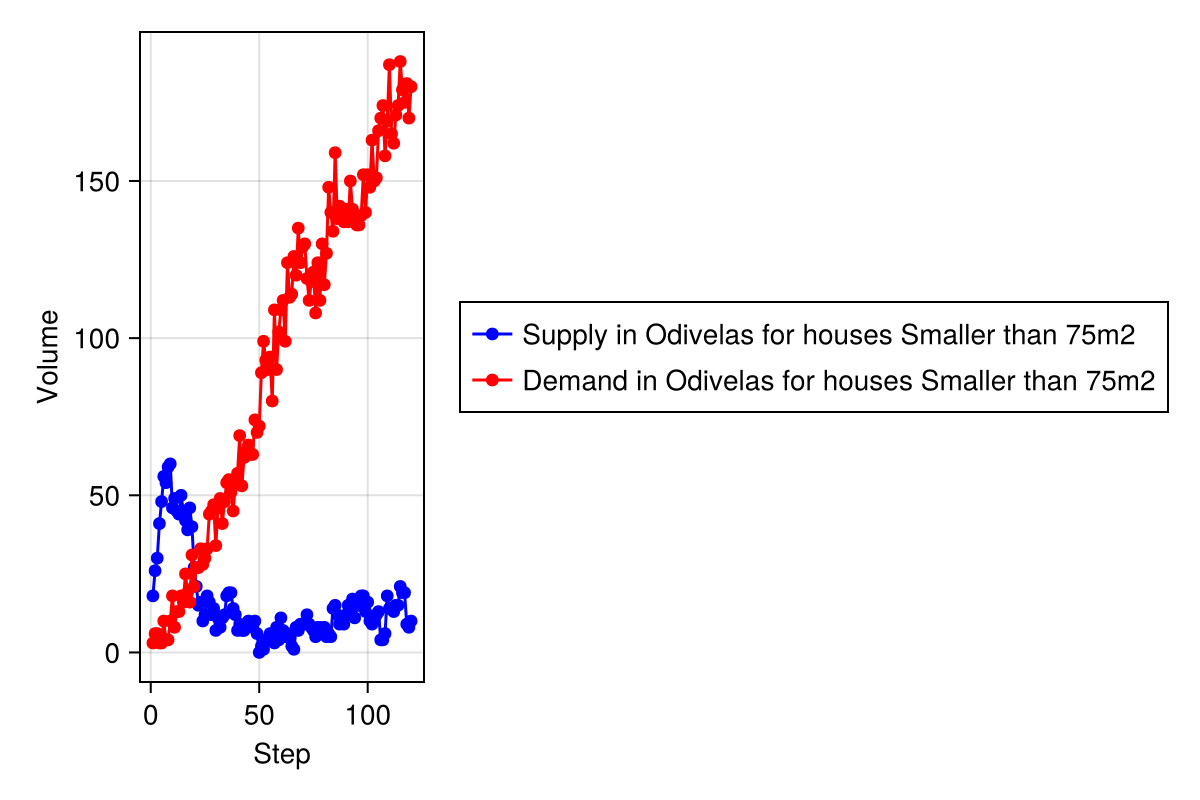 Volume
150
100
50
0
0 50 100
Step
Supply in Odivelas for houses Smaller than 75m2
Demand in Odivelas for houses Smaller than 75m2